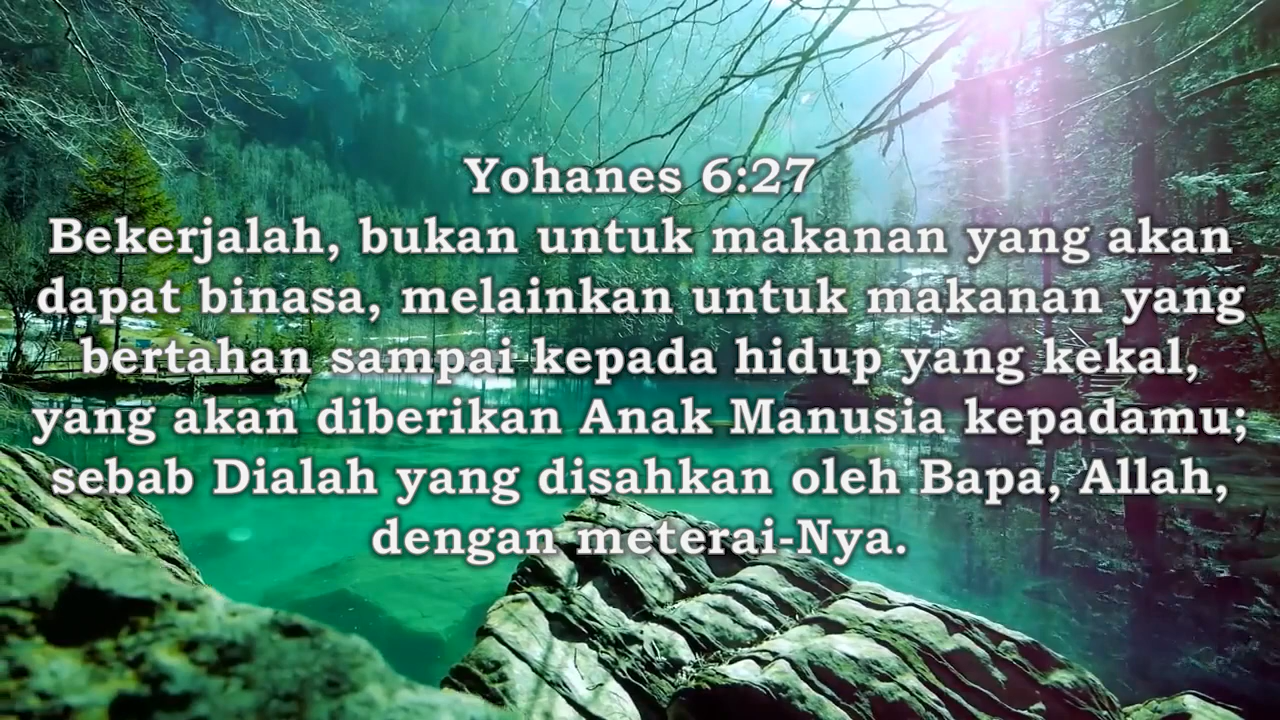 Yohanes 6:27
Bekerjalah, bukan untuk makanan yang akan
dapat binasa, melainkan untuk makanan yang
bertahan sampai kepada hidup yang kekal,
yang akan diberikan Anak Manusia kepadamu;
sebab Dialah yang disahkan oleh Bapa, Allah,
dengan meterai-Nya.